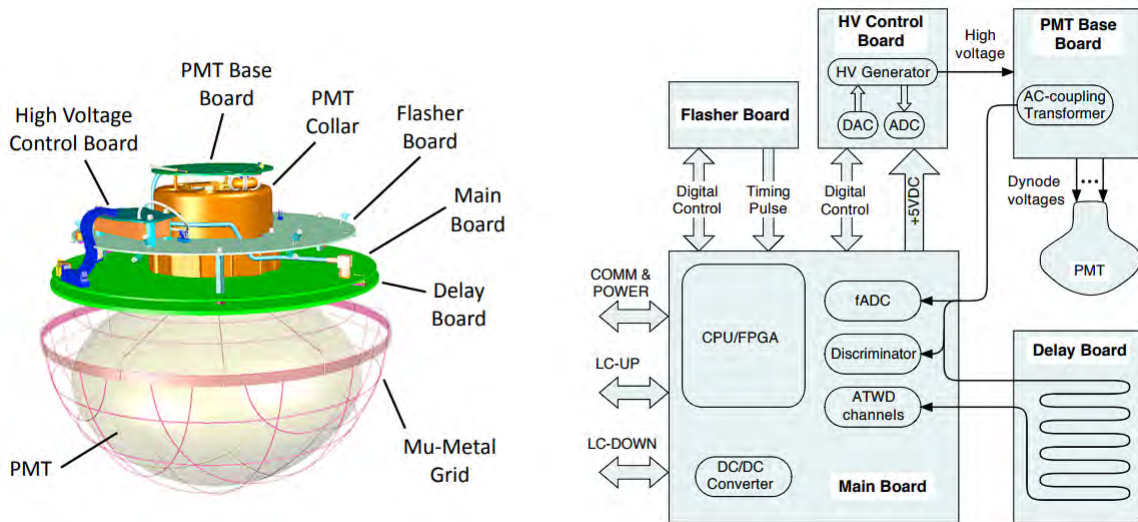 PMT Base
Board
High Voltage
Control Board
PMT
Collar
Flasher
Board
Main
Board
Delay
Board
Mu-Metal
Grid
PMT
HV Control
Board
HV Generator
DAC
ADC
High
voltage
PMT Base
Board
AC-coupling
Transformer
Flasher Board
Digital
Control
Timing
Pulse
Digital
Control
+5VDC
Dynode
voltages
PMT
COMM &
POWER
LC-UP
LC-DOWN
CPU/FPGA
fADC
Discriminator
ATWD
channels
DC/DC
Converter
Main Board
Delay Board